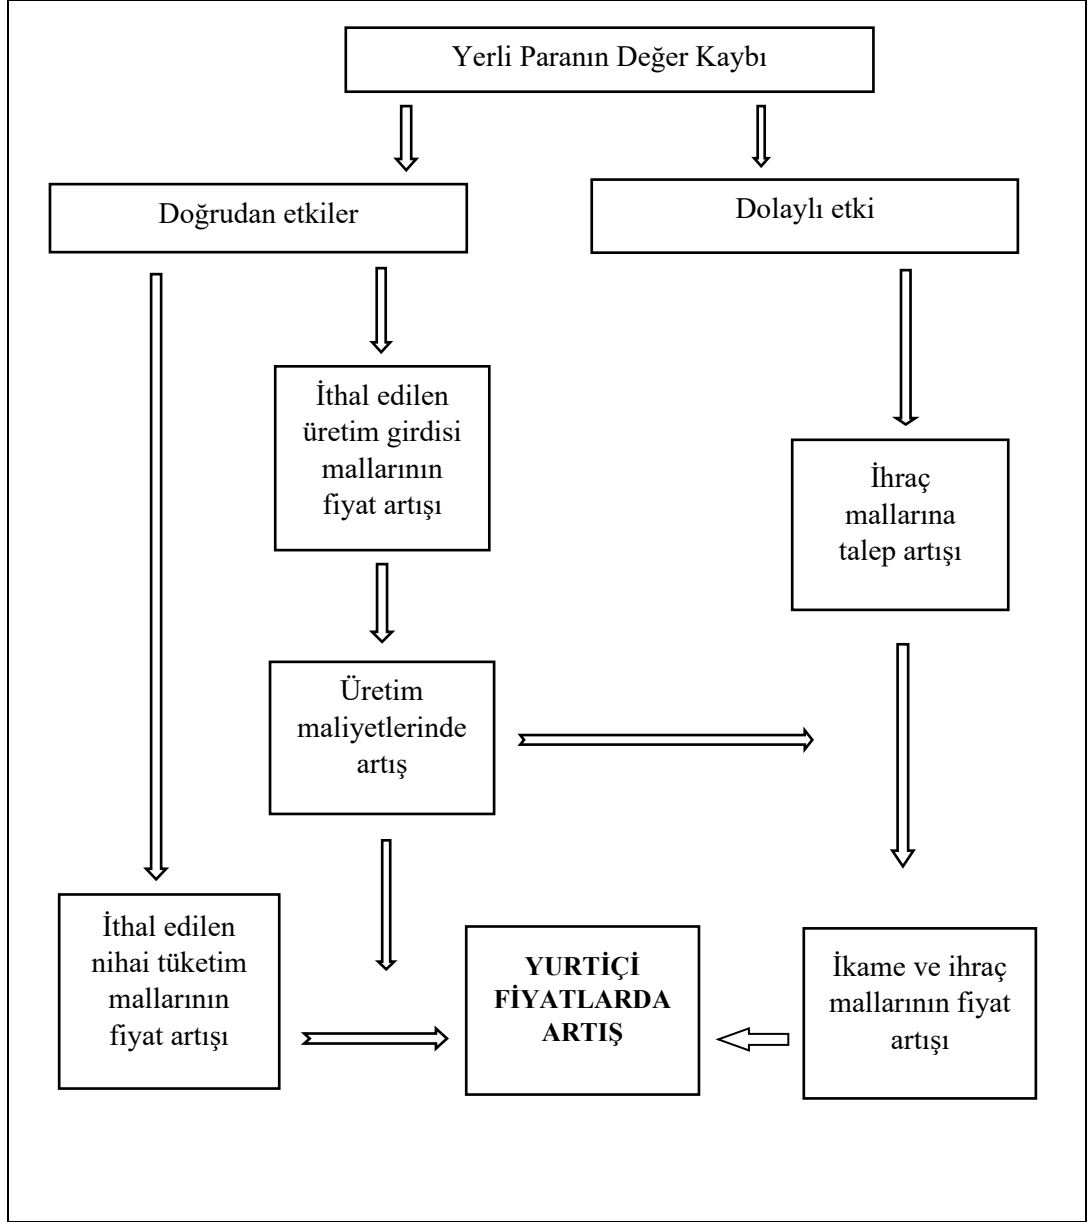 Yerli Paranın Değer Kaybı
Doğrudan etkiler
Dolaylı etki
İthal edilen
üretim girdisi
mallarının
fiyat artışı
İhraç
mallarına
talep artışı
Üretim
maliyetlerinde
artış
İthal edilen
nihai tüketim
mallarının
fiyat artışı
YURTİÇİ
FİYATLARDA
ARTIŞ
İkame ve ihraç
mallarının fiyat
artışı